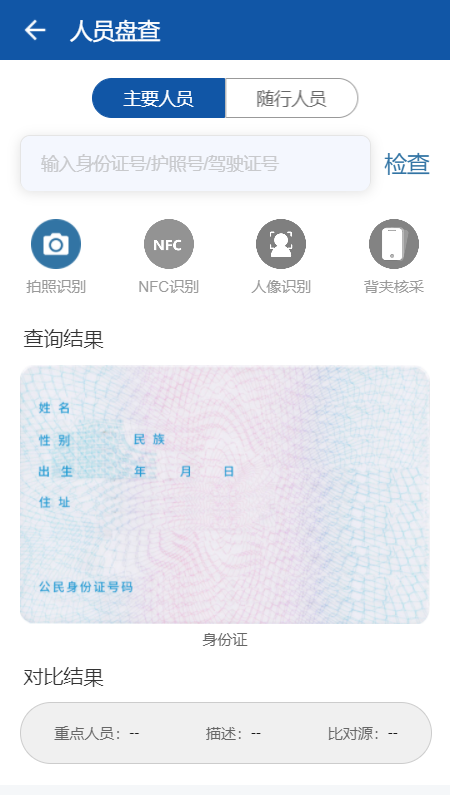 人员盘查
主要人员 随行人员
输入身份证号/护照号/驾驶证号 检查
NFC
拍照识别 NFC识别 人像识别 背夹核采
查询结果
姓 名
性 别 民 族
出 生 年 月 日
住 址
公民身份证号码
身份证
对比结果
重点人员：-- 描述：-- 比对源：--